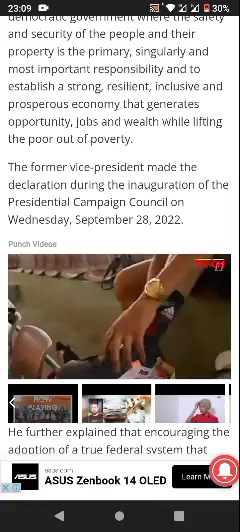 23:09
30%
democratic government where the safety
and security of the people and their
property is the primary, singularly and
most important responsibility and to
establish a strong, resilient, inclusive and
prosperous economy that generates
opportunity, jobs and wealth while lifting
the poor out of poverty.
The former vice-president made the
declaration during the inauguration of the
Presidential Campaign Council on
Wednesday, September 28, 2022.
Punch Videos
NOW
PLAYING
He further explained that encouraging the
adoption of a true federal system that
asus.com
ASUS
ASUS Zenbook 14 OLED
Learn